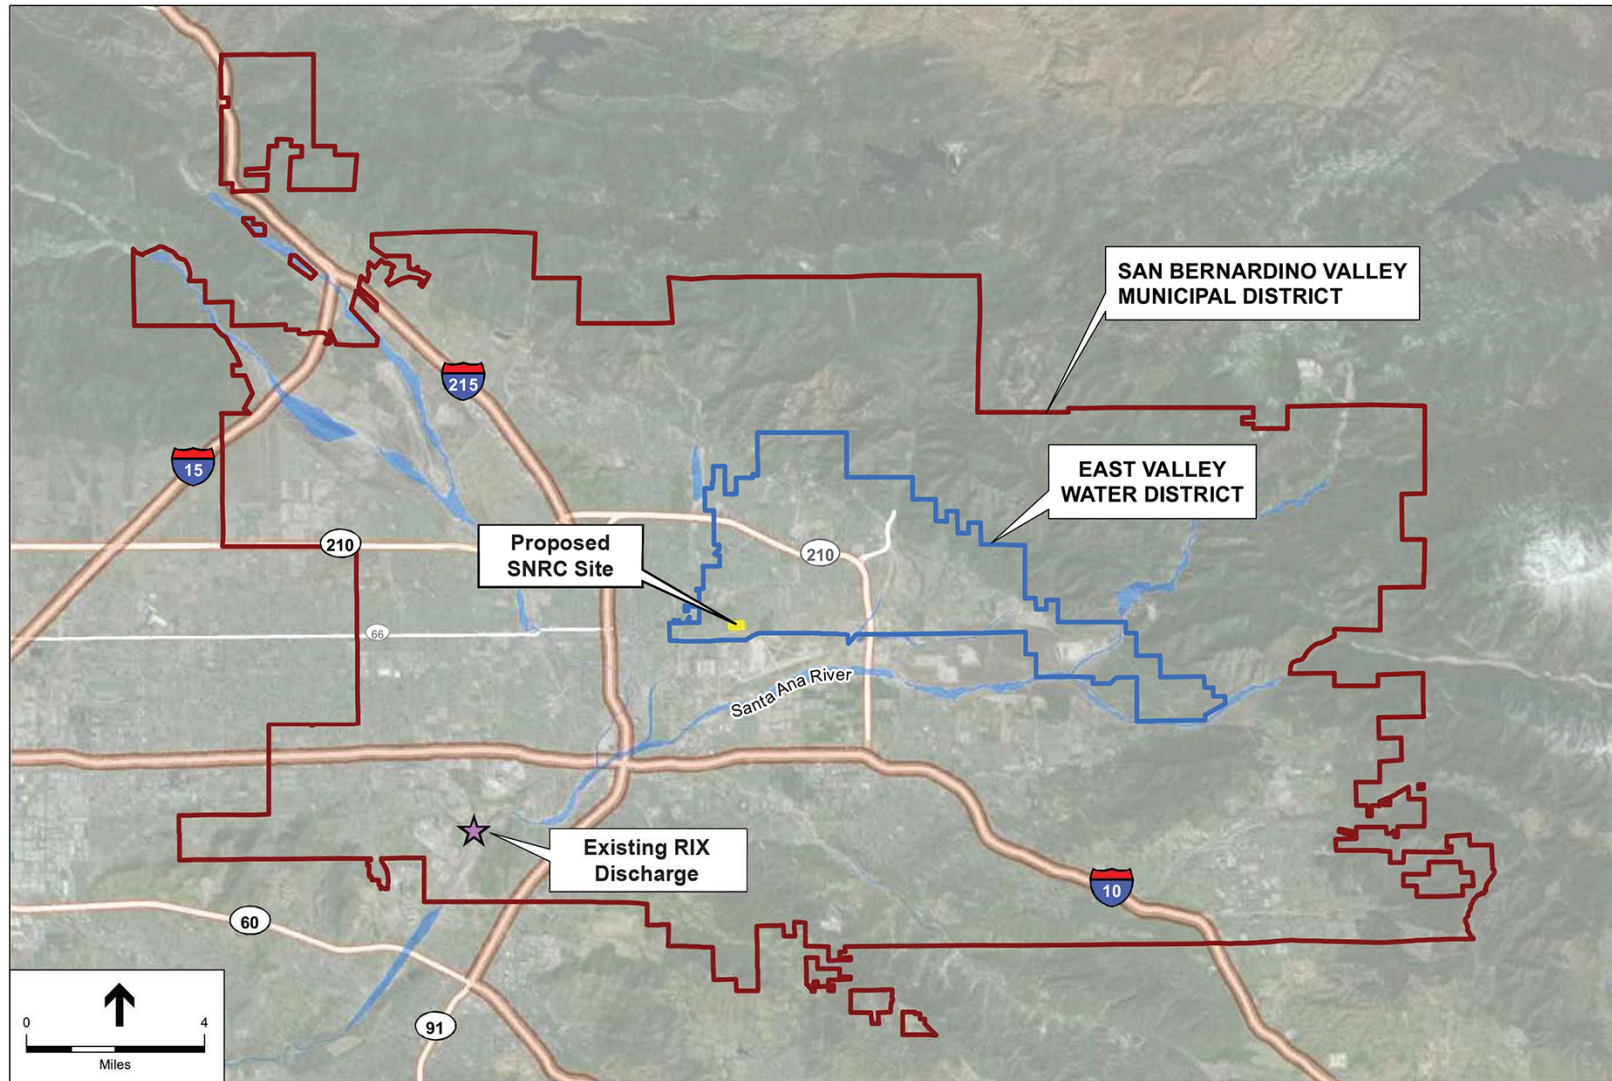 SAN BERNARDINO VALLEY
MUNICIPAL DISTRICT
215
EAST VALLEY
WATER DISTRICT
15
Proposed
SNRC Site
210
210
66
Santa Ana River
Existing RIX
Discharge
10
60
91
0 4
Miles